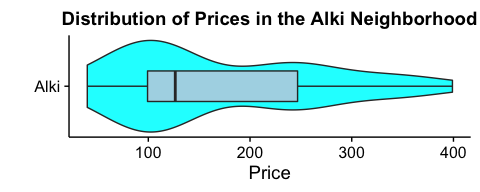 Distribution of Prices in the Alki Neighborhood
Alki
100 200 300 400
Price